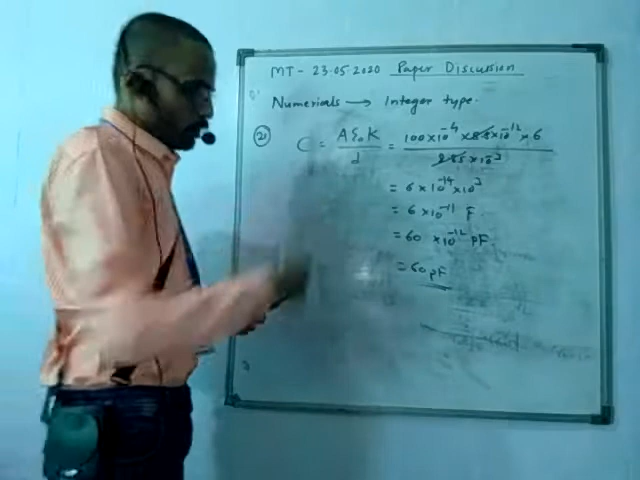 MT - 23.05.2020 Paper Discussion
Numericals → Integer type.
21 C = Aε₀K / d = 100×10⁻⁴ ×8.85×10⁻¹² × 6 / 8.85×10⁻³
= 6×10⁻¹⁴×10³
= 6×10⁻¹¹ F
= 60 ×10⁻¹² pF
= 60 pF